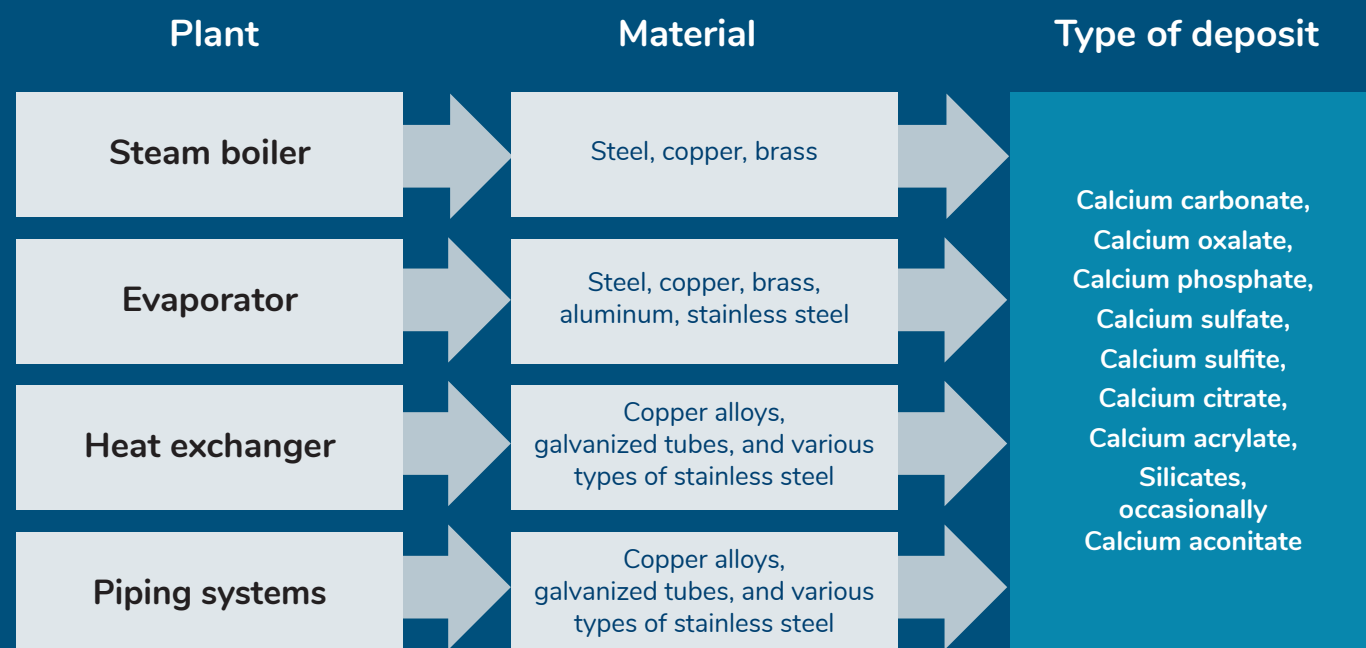 Plant
Material
Type of deposit
Steam boiler
Steel, copper, brass
Evaporator
Steel, copper, brass,
aluminum, stainless steel
Heat exchanger
Copper alloys,
galvanized tubes, and various
types of stainless steel
Piping systems
Copper alloys,
galvanized tubes, and various
types of stainless steel
Calcium carbonate,
Calcium oxalate,
Calcium phosphate,
Calcium sulfate,
Calcium sulfite,
Calcium citrate,
Calcium acrylate,
Silicates,
occasionally
Calcium aconitate